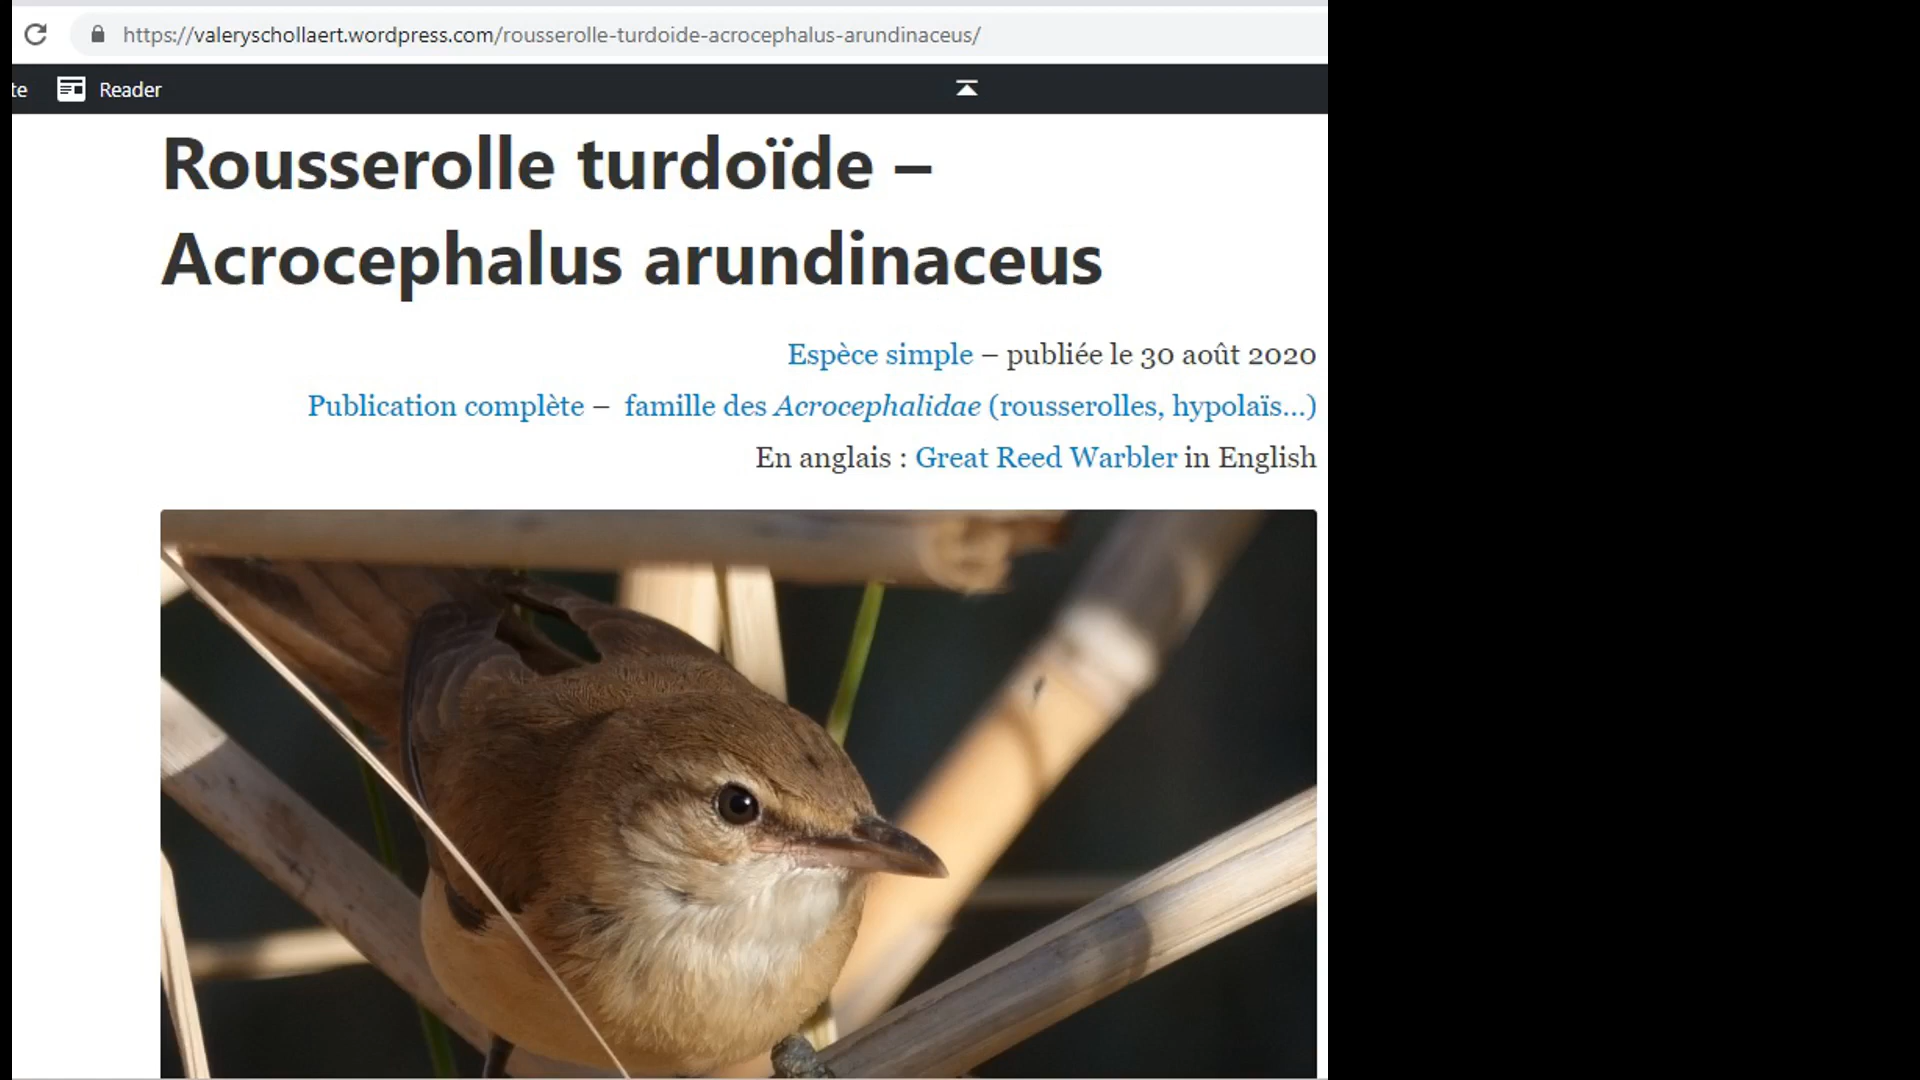 https://valeryschollaert.wordpress.com/rousserolle-turdoide-acrocephalus-arundinaceus/
te Reader
Rousserolle turdoïde –
Acrocephalus arundinaceus
Espèce simple – publiée le 30 août 2020
Publication complète – famille des Acrocephalidae (rousserolles, hypolaïs...)
En anglais : Great Reed Warbler in English